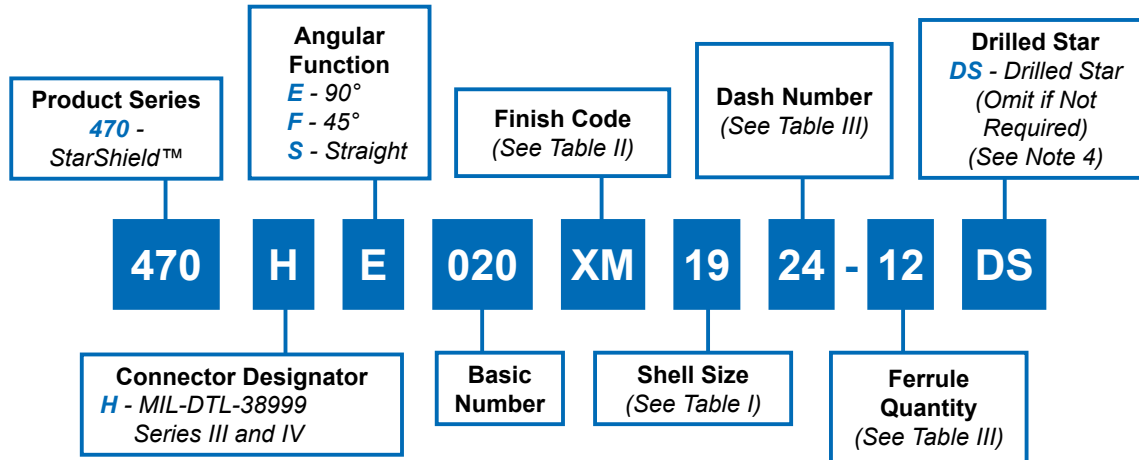 Product Series
470 -
StarShield™
Angular
Function
E - 90°
F - 45°
S - Straight
Finish Code
(See Table II)
Dash Number
(See Table III)
Drilled Star
DS - Drilled Star
(Omit if Not
Required)
(See Note 4)
470 H E 020 XM 19 24 - 12 DS
Connector Designator
H - MIL-DTL-38999
Series III and IV
Basic
Number
Shell Size
(See Table I)
Ferrule
Quantity
(See Table III)